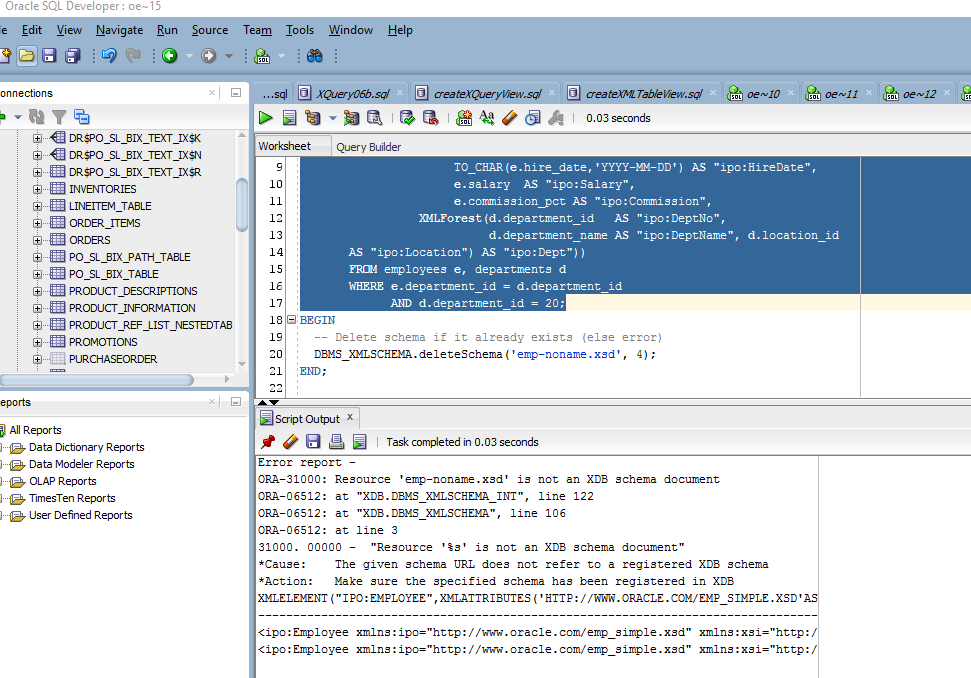 Oracle SQL Developer : oe~15
Edit View Navigate Run Source Team Tools Window Help
onnections
DR$PO_SL_BIX_TEXT_IX$K
DR$PO_SL_BIX_TEXT_IX$N
DR$PO_SL_BIX_TEXT_IX$R
INVENTORIES
LINEITEM_TABLE
ORDER_ITEMS
ORDERS
PO_SL_BIX_PATH_TABLE
PO_SL_BIX_TABLE
PRODUCT_DESCRIPTIONS
PRODUCT_INFORMATION
PRODUCT_REF_LIST_NESTEDTAB
PROMOTIONS
PURCHASEORDER
eports
All Reports
Data Dictionary Reports
Data Modeler Reports
OLAP Reports
TimesTen Reports
User Defined Reports
...sql XQuery06b.sql createXQueryView.sql createXMLTableView.sql oe~10 oe~11 oe~12
0.03 seconds
Worksheet Query Builder
9 TO_CHAR(e.hire_date,'YYYY-MM-DD') AS "ipo:HireDate",
10 e.salary  AS "ipo:Salary",
11 e.commission_pct AS "ipo:Commission",
12 XMLForest(d.department_id   AS "ipo:DeptNo",
13 d.department_name AS "ipo:DeptName", d.location_id
14 AS "ipo:Location") AS "ipo:Dept"))
15 FROM employees e, departments d
16 WHERE e.department_id = d.department_id
17 AND d.department_id = 20;
18 BEGIN
19 -- Delete schema if it already exists (else error)
20 DBMS_XMLSCHEMA.deleteSchema('emp-noname.xsd', 4);
21 END;
22
Script Output x
Task completed in 0.03 seconds
Error report -
ORA-31000: Resource 'emp-noname.xsd' is not an XDB schema document
ORA-06512: at "XDB.DBMS_XMLSCHEMA_INT", line 122
ORA-06512: at "XDB.DBMS_XMLSCHEMA", line 106
ORA-06512: at line 3
31000. 00000 -  "Resource '%s' is not an XDB schema document"
*Cause:    The given schema URL does not refer to a registered XDB schema
*Action:   Make sure the specified schema has been registered in XDB
XMLELEMENT("IPO:EMPLOYEE",XMLATTRIBUTES('HTTP://WWW.ORACLE.COM/EMP_SIMPLE.XSD'AS
--------------------------------------------------------------------------------
<ipo:Employee xmlns:ipo="http://www.oracle.com/emp_simple.xsd" xmlns:xsi="http:/
<ipo:Employee xmlns:ipo="http://www.oracle.com/emp_simple.xsd" xmlns:xsi="http:/